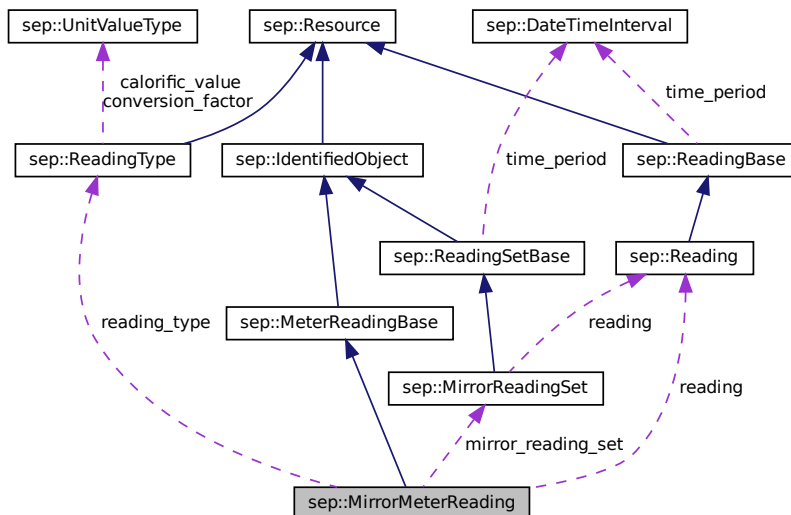 sep::UnitValueType
sep::Resource
sep::DateTimeInterval
calorific_value
conversion_factor
time_period
sep::ReadingType
sep::IdentifiedObject
time_period
sep::ReadingBase
sep::ReadingSetBase
sep::Reading
reading_type
sep::MeterReadingBase
reading
sep::MirrorReadingSet
reading
mirror_reading_set
sep::MirrorMeterReading